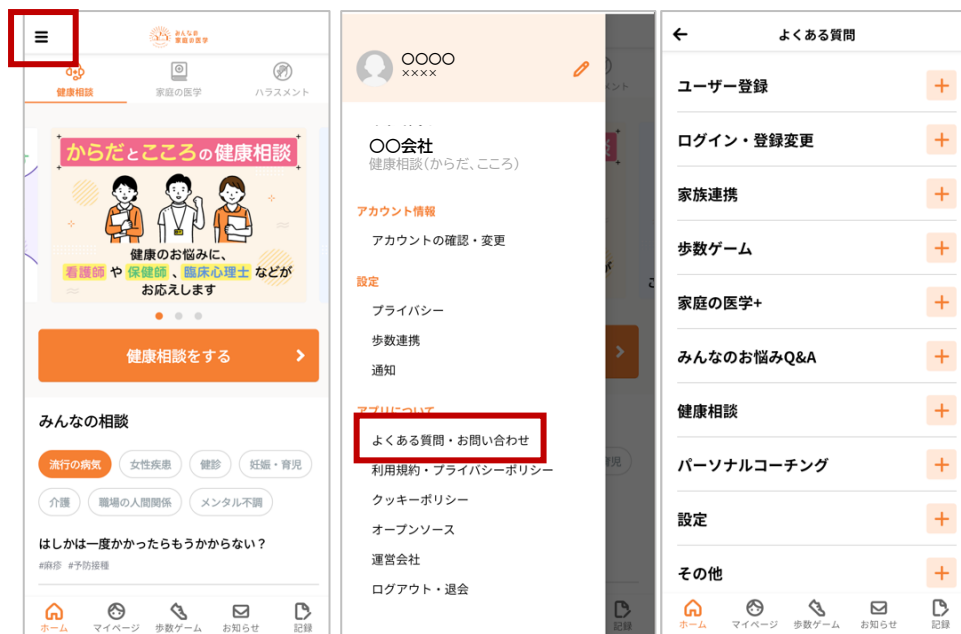 みんなの
家庭の医学
健康相談
家庭の医学
ハラスメント
からだとこころの健康相談
健康のお悩みに、
看護師 や 保健師 、 臨床心理士 などが
お応えします
健康相談をする
みんなの相談
流行の病気
女性疾患
健診
妊娠・育児
介護
職場の人間関係
メンタル不調
はしかは一度かかったらもうかからない？
#麻疹 #予防接種
ホーム
マイページ
歩数ゲーム
お知らせ
記録
○○○○
××××
○○会社
健康相談（からだ、こころ）
アカウント情報
アカウントの確認・変更
設定
プライバシー
歩数連携
通知
アプリについて
よくある質問・お問い合わせ
利用規約・プライバシーポリシー
クッキーポリシー
オープンソース
運営会社
ログアウト・退会
メント
育児
記録
よくある質問
ユーザー登録
ログイン・登録変更
家族連携
歩数ゲーム
家庭の医学+
みんなのお悩みQ&A
健康相談
パーソナルコーチング
設定
その他
ホーム
マイページ
歩数ゲーム
お知らせ
記録